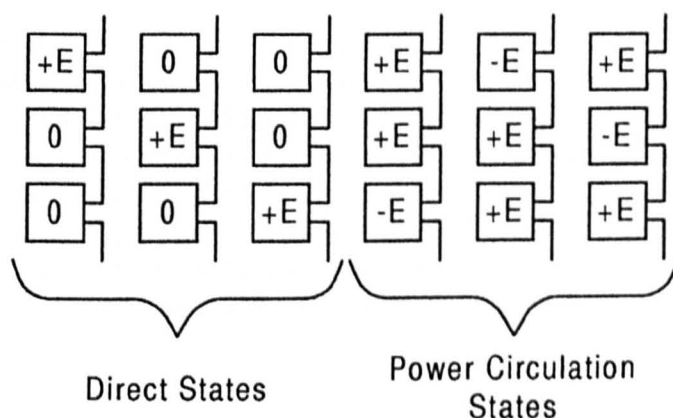 +E 0 0 +E -E +E
0 +E 0 +E +E -E
0 0 +E -E +E +E
Direct States
Power Circulation
States